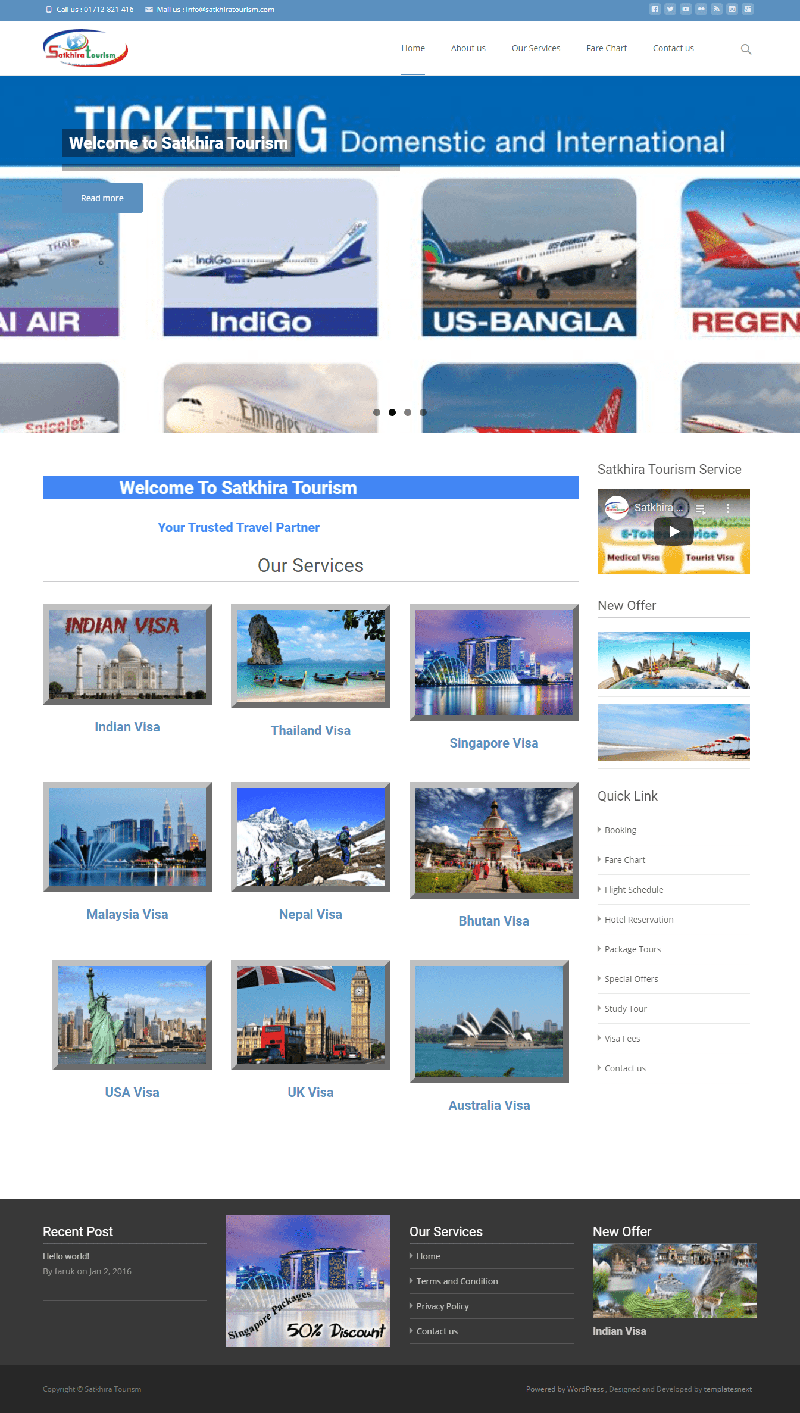 Call us : 01712 821 416 Mail us : info@satkhiratourism.com
Satkhira tourism
Home About us Our Services Fare Chart Contact us
TICKETING Domenstic and International
Welcome to Satkhira Tourism
Read more
THAI
AI AIR
IndiGo
IndiGo
US-BANGLA
US-BANGLA
REGEN
Spicejet
Emirates
Welcome To Satkhira Tourism
Your Trusted Travel Partner
Our Services
INDIAN VISA
Indian Visa
Thailand Visa
Singapore Visa
Malaysia Visa
Nepal Visa
Bhutan Visa
USA Visa
UK Visa
Australia Visa
Satkhira Tourism Service
Satkhira...
E-Token Service
Medical Visa Tourist Visa
New Offer
Quick Link
Booking
Fare Chart
Flight Schedule
Hotel Reservation
Package Tours
Special Offers
Study Tour
Visa Fees
Contact us
Recent Post
Hello world!
By faruk on Jan 2, 2016
Singapore Packages
50% Discount
Our Services
Home
Terms and Condition
Privacy Policy
Contact us
New Offer
Indian Visa
Copyright © Satkhira Tourism
Powered by WordPress, Designed and Developed by templatesnext